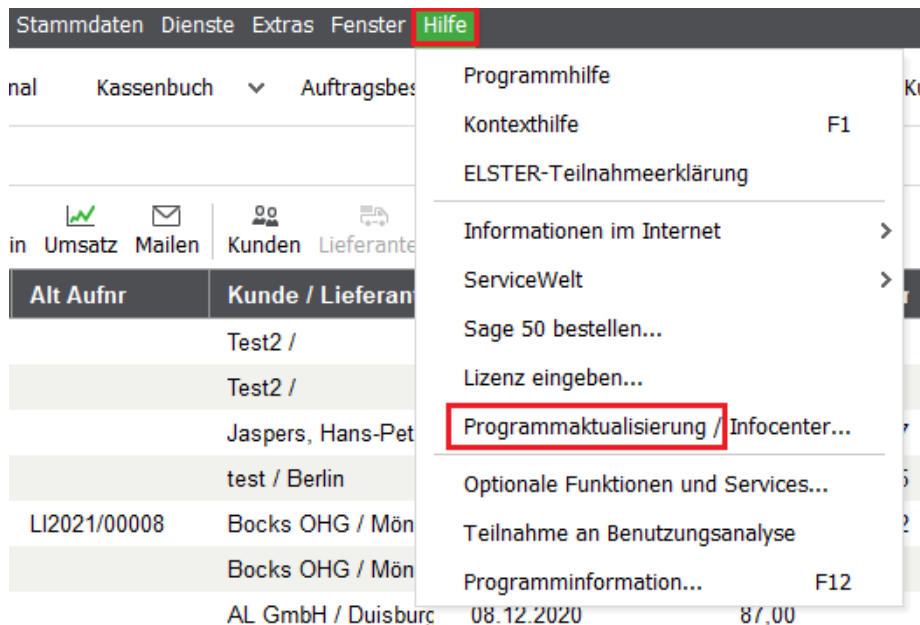 Stammdaten Dienste Extras Fenster Hilfe
nal Kassenbuch Auftragsbes
Programmhilfe
Kontexthilfe F1
ELSTER-Teilnahmeerklärung
in Umsatz Mailen Kunden Lieferante
Informationen im Internet
ServiceWelt
Alt Aufnr Kunde / Lieferan
Sage 50 bestellen...
Test2 /
Lizenz eingeben...
Test2 /
Programmaktualisierung / Infocenter...
Jaspers, Hans-Pet
test / Berlin
Optionale Funktionen und Services...
LI2021/00008 Bocks OHG / Mön
Teilnahme an Benutzungsanalyse
Bocks OHG / Mön
Programminformation... F12
AL GmbH / Duisburg 08.12.2020 87,00